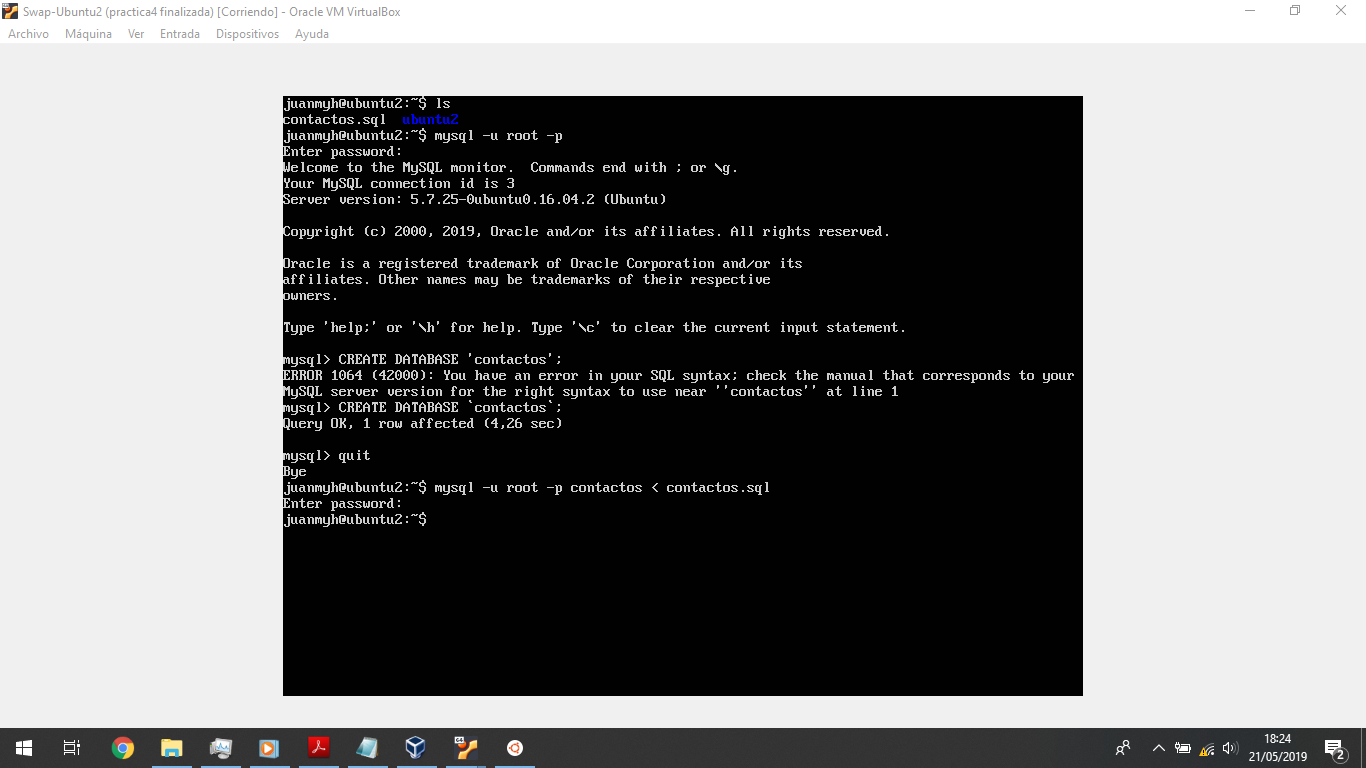 Swap-Ubuntu2 (practica4 finalizada) [Corriendo] - Oracle VM VirtualBox
Archivo Máquina Ver Entrada Dispositivos Ayuda
juanmyh@ubuntu2:~$ ls
contactos.sql ubuntu2
juanmyh@ubuntu2:~$ mysql -u root -p
Enter password:
Welcome to the MySQL monitor.  Commands end with ; or \g.
Your MySQL connection id is 3
Server version: 5.7.25-0ubuntu0.16.04.2 (Ubuntu)
Copyright (c) 2000, 2019, Oracle and/or its affiliates. All rights reserved.
Oracle is a registered trademark of Oracle Corporation and/or its
affiliates. Other names may be trademarks of their respective
owners.
Type 'help;' or '\h' for help. Type '\c' to clear the current input statement.
mysql> CREATE DATABASE 'contactos';
ERROR 1064 (42000): You have an error in your SQL syntax; check the manual that corresponds to your
MySQL server version for the right syntax to use near ''contactos'' at line 1
mysql> CREATE DATABASE `contactos`;
Query OK, 1 row affected (4,26 sec)
mysql> quit
Bye
juanmyh@ubuntu2:~$ mysql -u root -p contactos < contactos.sql
Enter password:
juanmyh@ubuntu2:~$
18:24
21/05/2019
2